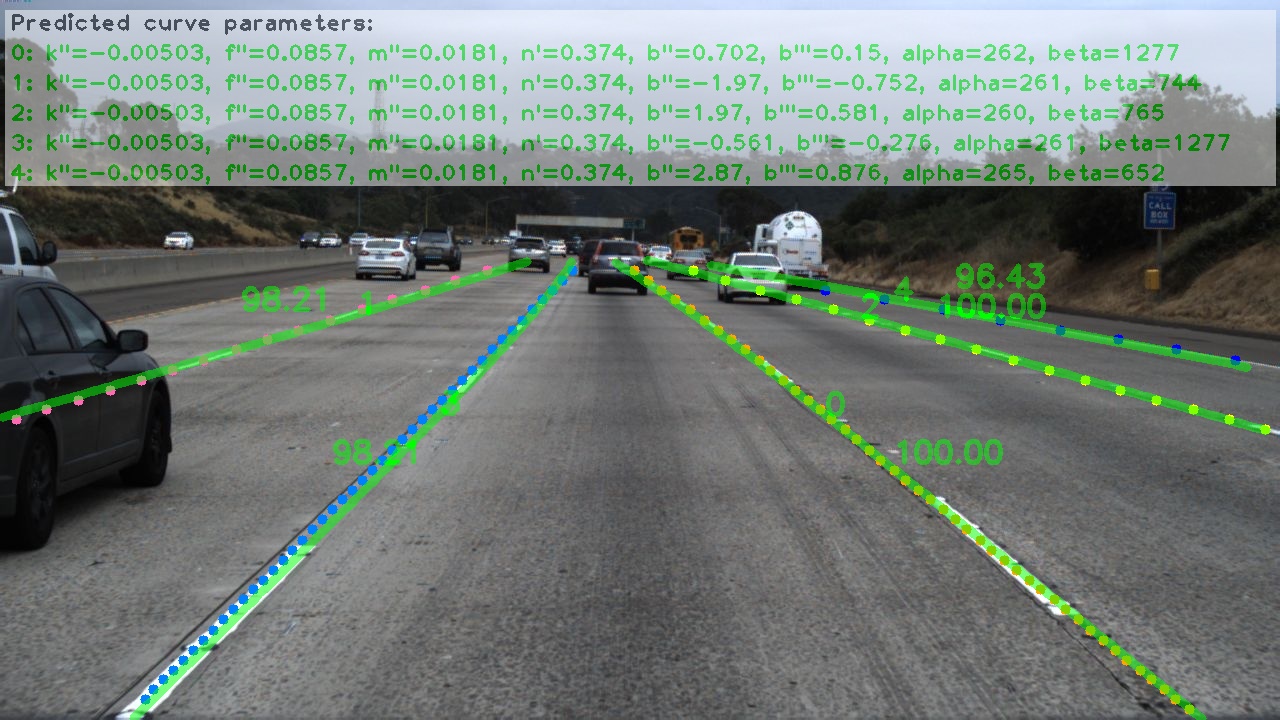 Predicted curve parameters:
0: k''=-0.00503, f''=0.0857, m''=0.0181, n'=0.374, b''=0.702, b'''=0.15, alpha=262, beta=1277
1: k''=-0.00503, f''=0.0857, m''=0.0181, n'=0.374, b''=-1.97, b'''=-0.752, alpha=261, beta=744
2: k''=-0.00503, f''=0.0857, m''=0.0181, n'=0.374, b''=1.97, b'''=0.581, alpha=260, beta=765
3: k''=-0.00503, f''=0.0857, m''=0.0181, n'=0.374, b''=-0.561, b'''=-0.276, alpha=261, beta=1277
4: k''=-0.00503, f''=0.0857, m''=0.0181, n'=0.374, b''=2.87, b'''=0.876, alpha=265, beta=652
CALL
BOX
96.43
98.21 1
4
2 100.00
0
98.21
100.00